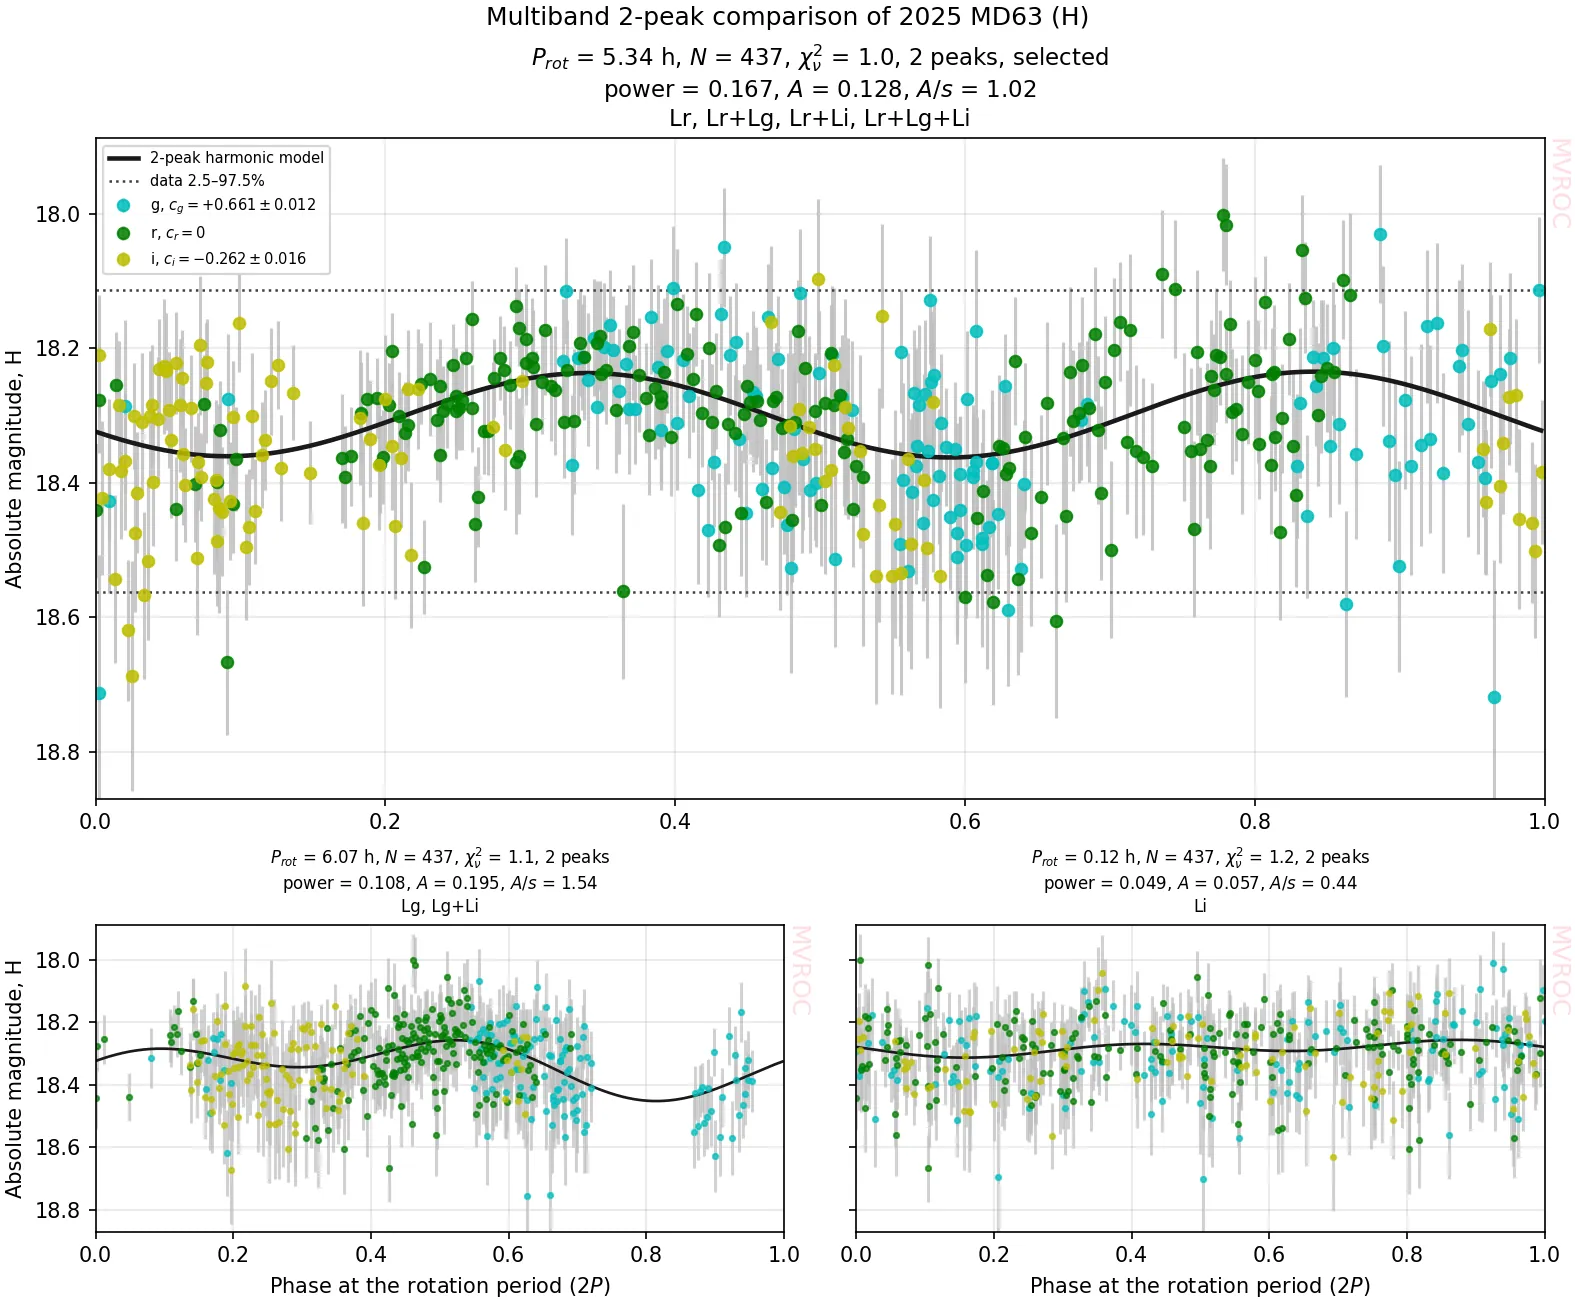 Multiband 2-peak comparison of 2025 MD63 (H)
P_rot = 5.34 h, N = 437, χ²_ν = 1.0, 2 peaks, selected
power = 0.167, A = 0.128, A/s = 1.02
Lr, Lr+Lg, Lr+Li, Lr+Lg+Li
2-peak harmonic model
data 2.5–97.5%
g, c_g = +0.661 ± 0.012
r, c_r = 0
i, c_i = −0.262 ± 0.016
MVROC
Absolute magnitude, H
18.0
18.2
18.4
18.6
18.8
0.0 0.2 0.4 0.6 0.8 1.0
P_rot = 6.07 h, N = 437, χ²_ν = 1.1, 2 peaks
power = 0.108, A = 0.195, A/s = 1.54
Lg, Lg+Li
MVROC
Absolute magnitude, H
18.0
18.2
18.4
18.6
18.8
0.0 0.2 0.4 0.6 0.8 1.0
Phase at the rotation period (2P)
P_rot = 0.12 h, N = 437, χ²_ν = 1.2, 2 peaks
power = 0.049, A = 0.057, A/s = 0.44
Li
MVROC
0.0 0.2 0.4 0.6 0.8 1.0
Phase at the rotation period (2P)